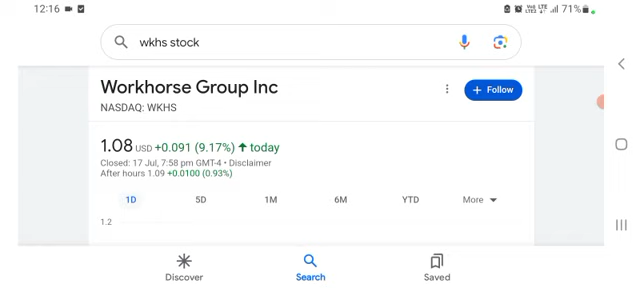 12:16 71%
wkhs stock
Workhorse Group Inc
+ Follow
NASDAQ: WKHS
1.08 USD +0.091 (9.17%) ↑ today
Closed: 17 Jul, 7:58 pm GMT-4 • Disclaimer
After hours 1.09 +0.0100 (0.93%)
1D 5D 1M 6M YTD More
1.2
Discover Search Saved